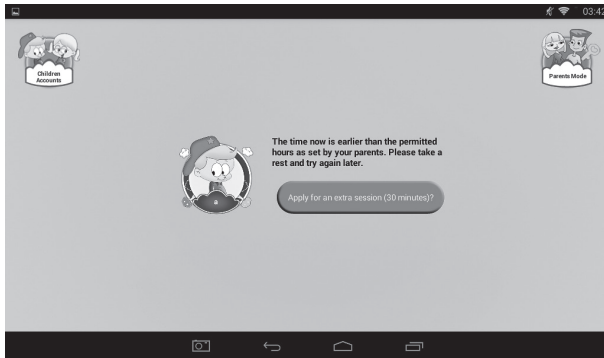 03:42
Children
Accounts
Parents Mode
The time now is earlier than the permitted
hours as set by your parents. Please take a
rest and try again later.
a
Apply for an extra session (30 minutes)?